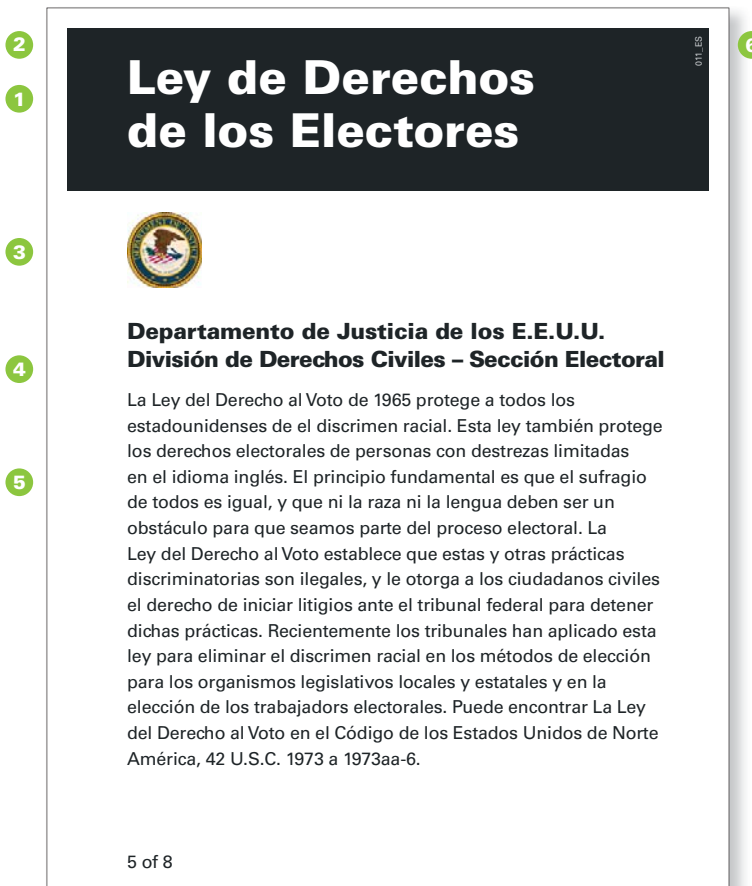 2
1
3
4
5
6
011_ES
Ley de Derechos
de los Electores
DEPARTMENT OF JUSTICE
Departamento de Justicia de los E.E.U.U.
División de Derechos Civiles – Sección Electoral
La Ley del Derecho al Voto de 1965 protege a todos los
estadounidenses de el discrimen racial. Esta ley también protege
los derechos electorales de personas con destrezas limitadas
en el idioma inglés. El principio fundamental es que el sufragio
de todos es igual, y que ni la raza ni la lengua deben ser un
obstáculo para que seamos parte del proceso electoral. La
Ley del Derecho al Voto establece que estas y otras prácticas
discriminatorias son ilegales, y le otorga a los ciudadanos civiles
el derecho de iniciar litigios ante el tribunal federal para detener
dichas prácticas. Recientemente los tribunales han aplicado esta
ley para eliminar el discrimen racial en los métodos de elección
para los organismos legislativos locales y estatales y en la
elección de los trabajadors electorales. Puede encontrar La Ley
del Derecho al Voto en el Código de los Estados Unidos de Norte
América, 42 U.S.C. 1973 a 1973aa-6.
5 of 8